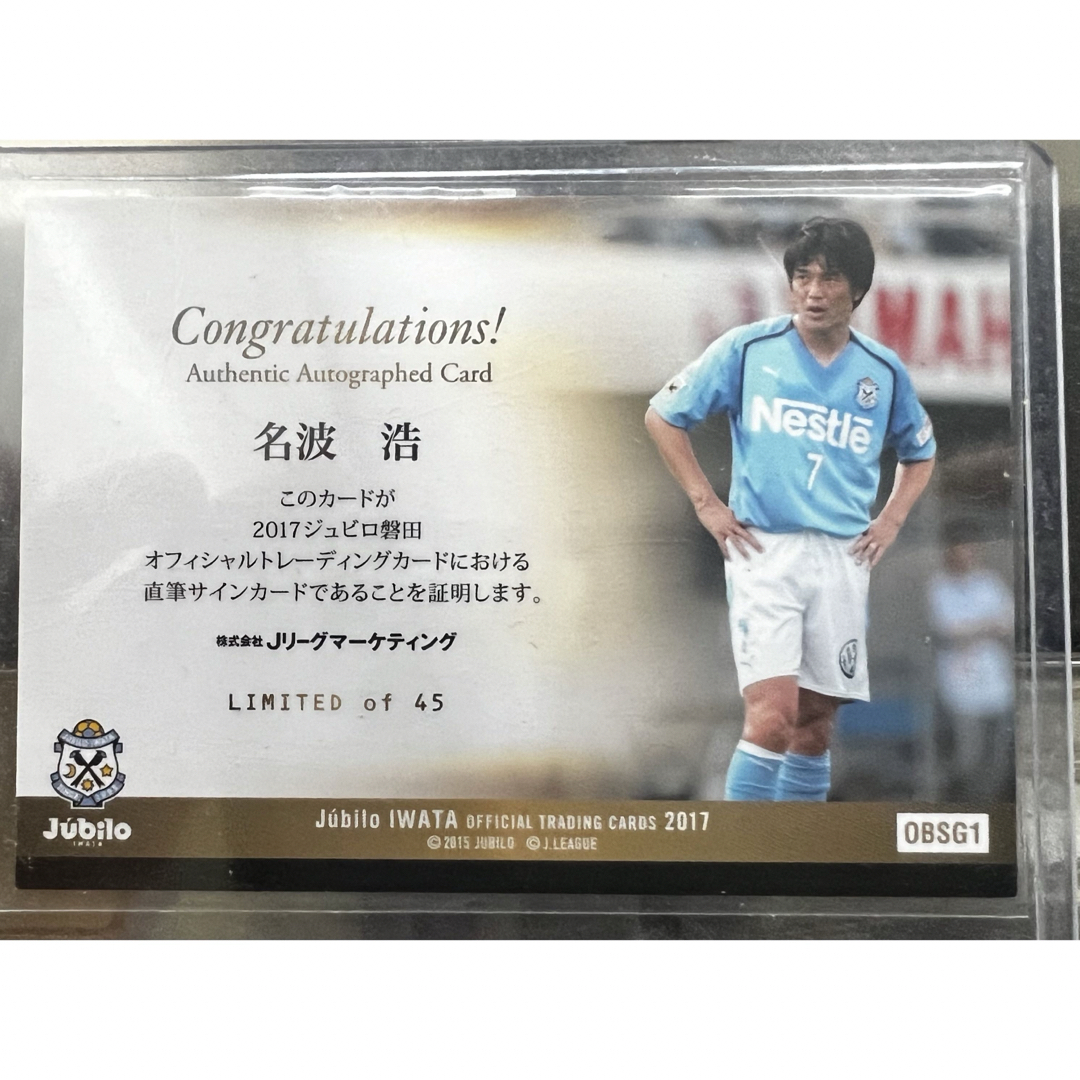 Congratulations!
Authentic Autographed Card
名波 浩
このカードが
2017ジュビロ磐田
オフィシャルトレーディングカードにおける
直筆サインカードであることを証明します。
株式会社 Jリーグマーケティング
LIMITED of 45
Nestlé
7
Júbilo
IWATA
Júbilo IWATA OFFICIAL TRADING CARDS 2017
©2015 JUBILO ©J.LEAGUE
OBSG1